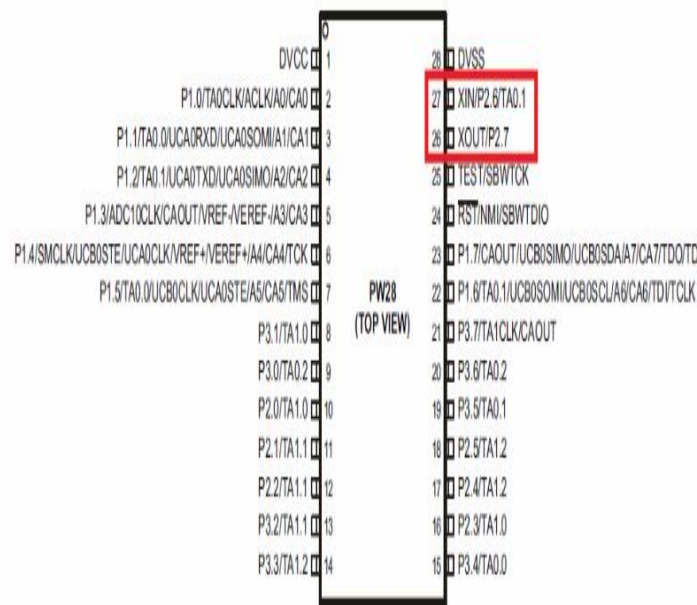 DVCC 1
28 DVSS
P1.0/TA0CLK/ACLK/A0/CA0 2
27 XIN/P2.6/TA0.1
P1.1/TA0.0/UCA0RXD/UCA0SOMI/A1/CA1 3
26 XOUT/P2.7
P1.2/TA0.1/UCA0TXD/UCA0SIMO/A2/CA2 4
25 TEST/SBWTCK
P1.3/ADC10CLK/CAOUT/VREF-/VEREF-/A3/CA3 5
24 RST/NMI/SBWTDIO
P1.4/SMCLK/UCB0STE/UCA0CLK/VREF+/VEREF+/A4/CA4/TCK 6
23 P1.7/CAOUT/UCB0SIMO/UCB0SDA/A7/CA7/TDO/TD
P1.5/TA0.0/UCB0CLK/UCA0STE/A5/CA5/TMS 7
PW28
22 P1.6/TA0.1/UCB0SOMI/UCB0SCL/A6/CA6/TDI/TCLK
(TOP VIEW)
P3.1/TA1.0 8
21 P3.7/TA1CLK/CAOUT
P3.0/TA0.2 9
20 P3.6/TA0.2
P2.0/TA1.0 10
19 P3.5/TA0.1
P2.1/TA1.1 11
18 P2.5/TA1.2
P2.2/TA1.1 12
17 P2.4/TA1.2
P3.2/TA1.1 13
16 P2.3/TA1.0
P3.3/TA1.2 14
15 P3.4/TA0.0